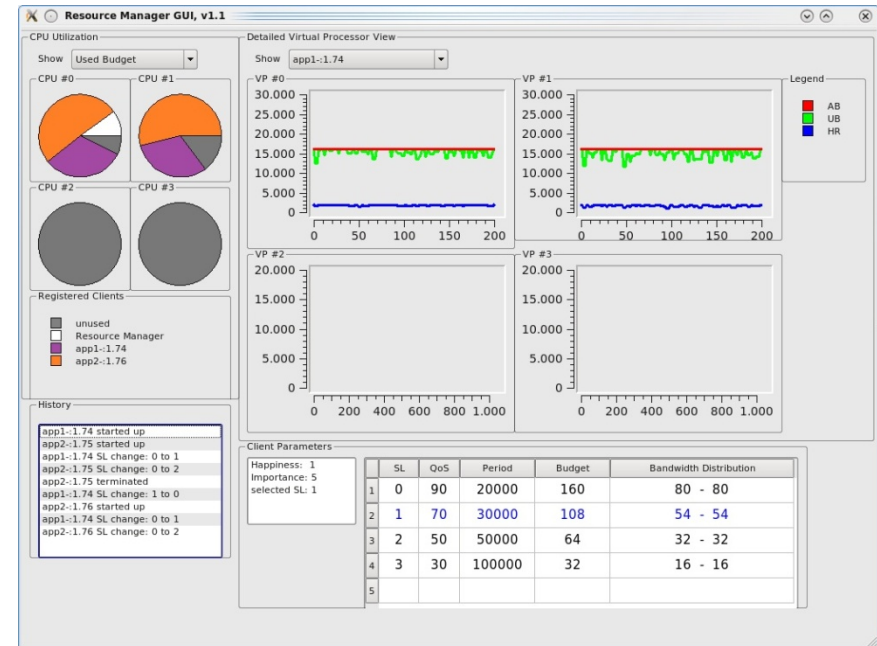 Resource Manager GUI, v1.1
CPU Utilization
Show Used Budget
CPU #0 CPU #1
CPU #2 CPU #3
Registered Clients
unused
Resource Manager
app1-:1.74
app2-:1.76
History
app1-:1.74 started up
app2-:1.75 started up
app1-:1.74 SL change: 0 to 1
app2-:1.75 SL change: 0 to 2
app2-:1.75 terminated
app1-:1.74 SL change: 1 to 0
app2-:1.76 started up
app1-:1.74 SL change: 0 to 1
app2-:1.76 SL change: 0 to 2
Detailed Virtual Processor View
Show app1-:1.74
VP #0
30.000
25.000
20.000
15.000
10.000
5.000
0
0 50 100 150 200
VP #1
30.000
25.000
20.000
15.000
10.000
5.000
0
0 50 100 150 200
Legend
AB
UB
HR
VP #2
20.000
15.000
10.000
5.000
0
0 200 400 600 800 1.000
VP #3
20.000
15.000
10.000
5.000
0
0 200 400 600 800 1.000
Client Parameters
Happiness: 1
Importance: 5
selected SL: 1
SL QoS Period Budget Bandwidth Distribution
1 0 90 20000 160 80 - 80
2 1 70 30000 108 54 - 54
3 2 50 50000 64 32 - 32
4 3 30 100000 32 16 - 16
5